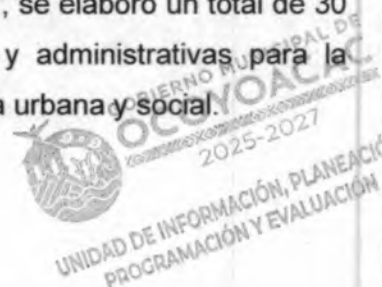 , se elaboró un total de 30
y administrativas para la
a urbana y social.
GOBIERNO MUNICIPAL DE
OCOYOACAC
2025-2027
UNIDAD DE INFORMACIÓN, PLANEACIÓ
PROGRAMACIÓN Y EVALUACIÓN